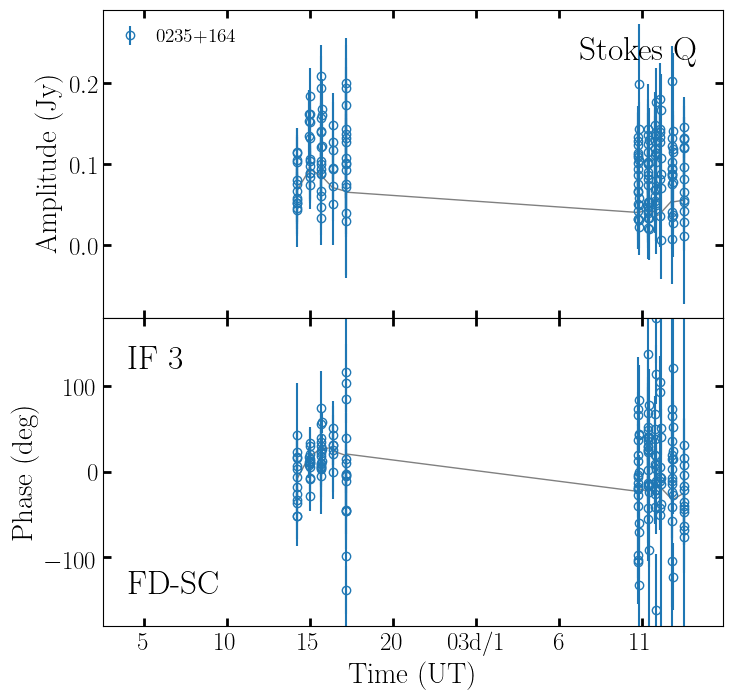 0235+164
Stokes Q
0.2
0.1
0.0
Amplitude (Jy)
IF 3
100
0
−100
Phase (deg)
FD-SC
5 10 15 20 03d/1 6 11
Time (UT)